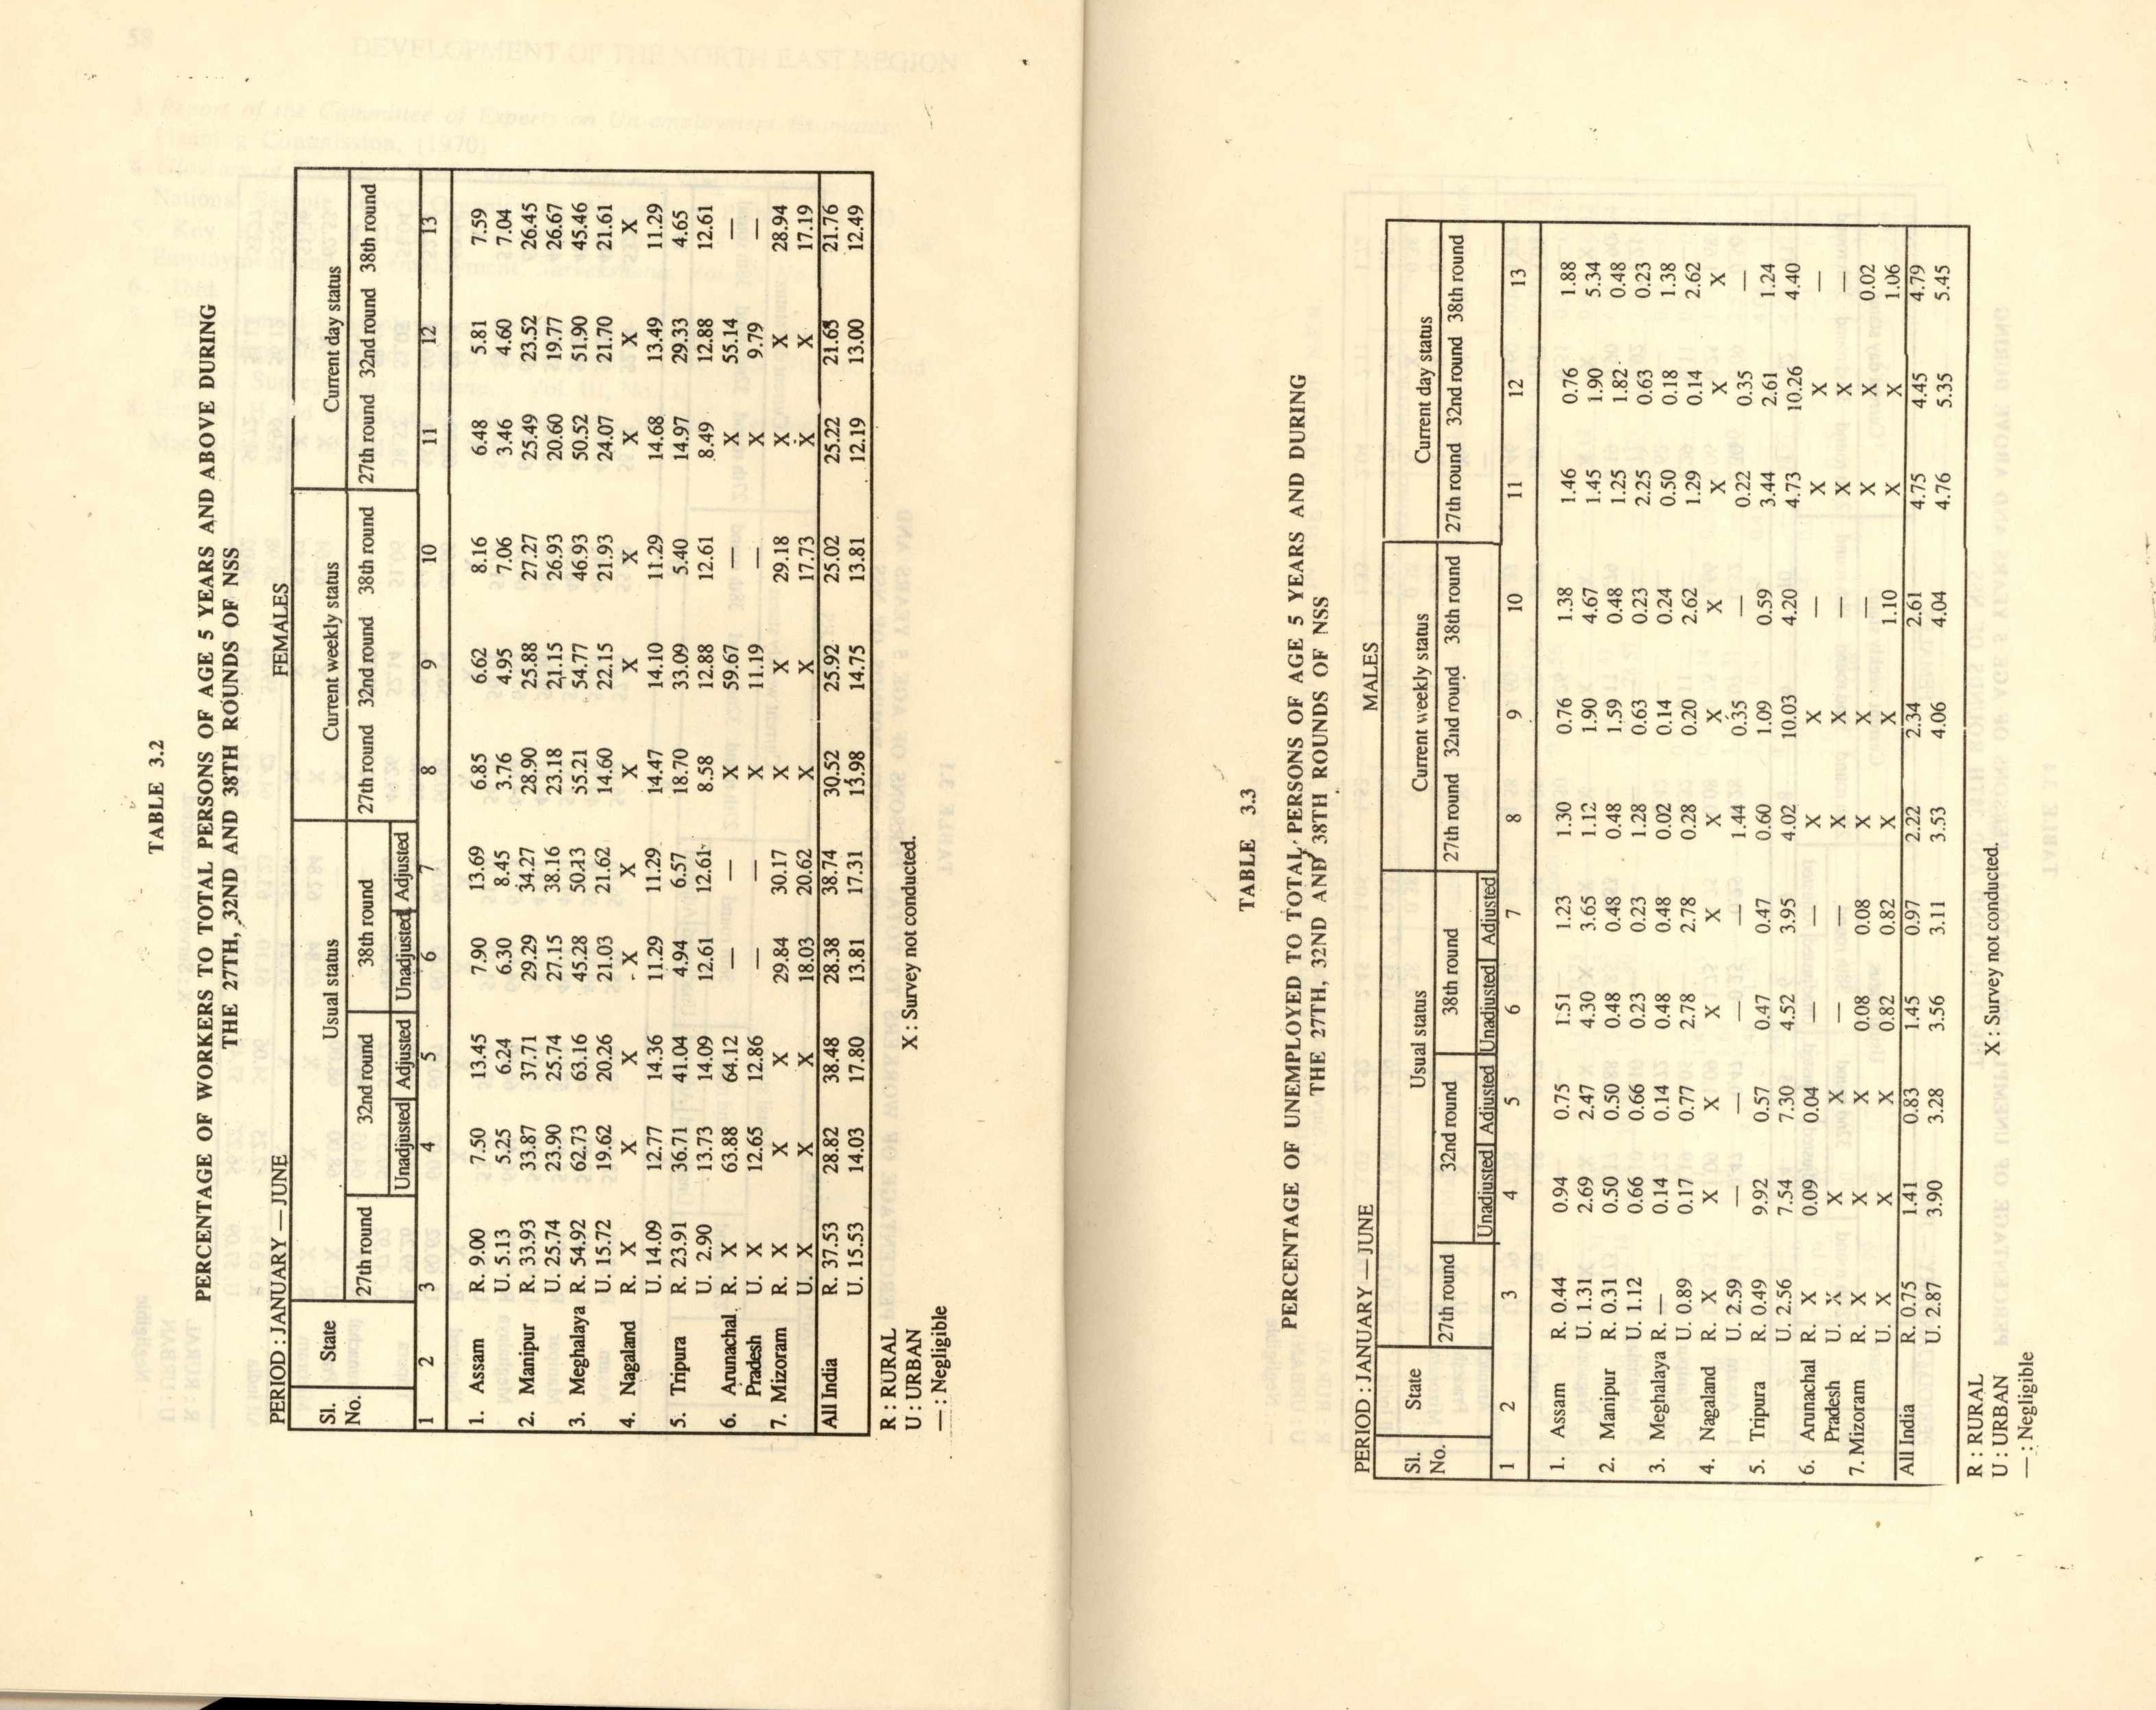 TABLE 3.2
PERCENTAGE OF WORKERS TO TOTAL PERSONS OF AGE 5 YEARS AND ABOVE DURING
THE 27TH, 32ND AND 38TH ROUNDS OF NSS
PERIOD : JANUARY — JUNE FEMALES
Sl. No. State Usual status Current weekly status Current day status
27th round 32nd round 38th round 27th round 32nd round 38th round 27th round 32nd round 38th round
Unadjusted Adjusted Unadjusted Adjusted
1 2 3 4 5 6 7 8 9 10 11 12 13
1. Assam R. 9.00 7.50 13.45 7.90 13.69 6.85 6.62 8.16 6.48 5.81 7.59
U. 5.13 5.25 6.24 6.30 8.45 3.76 4.95 7.06 3.46 4.60 7.04
2. Manipur R. 33.93 33.87 37.71 29.29 34.27 28.90 25.88 27.27 25.49 23.52 26.45
U. 25.74 23.90 25.74 27.15 38.16 23.18 21.15 26.93 20.60 19.77 26.67
3. Meghalaya R. 54.92 62.73 63.16 45.28 50.13 55.21 54.77 46.93 50.52 51.90 45.46
U. 15.72 19.62 20.26 21.03 21.62 14.60 22.15 21.93 24.07 21.70 21.61
4. Nagaland R. X X X X X X X X X X X
U. 14.09 12.77 14.36 11.29 11.29 14.47 14.10 11.29 14.68 13.49 11.29
5. Tripura R. 23.91 36.71 41.04 4.94 6.57 18.70 33.09 5.40 14.97 29.33 4.65
U. 2.90 13.73 14.09 12.61 12.61 8.58 12.88 12.61 8.49 12.88 12.61
6. Arunachal R. X 63.88 64.12 — — X 59.67 — X 55.14 —
Pradesh U. X 12.65 12.86 — — X 11.19 — X 9.79 —
7. Mizoram R. X X X 29.84 30.17 X X 29.18 X X 28.94
U. X X X 18.03 20.62 X X 17.73 X X 17.19
All India R. 37.53 28.82 38.48 28.38 38.74 30.52 25.92 25.02 25.22 21.65 21.76
U. 15.53 14.03 17.80 13.81 17.31 13.98 14.75 13.81 12.19 13.00 12.49
R : RURAL X : Survey not conducted.
U : URBAN
— : Negligible
TABLE 3.3
PERCENTAGE OF UNEMPLOYED TO TOTAL PERSONS OF AGE 5 YEARS AND DURING
THE 27TH, 32ND AND 38TH ROUNDS OF NSS
PERIOD : JANUARY — JUNE MALES
Sl. No. State Usual status Current weekly status Current day status
27th round 32nd round 38th round 27th round 32nd round 38th round 27th round 32nd round 38th round
Unadjusted Adjusted Unadjusted Adjusted
1 2 3 4 5 6 7 8 9 10 11 12 13
1. Assam R. 0.44 0.94 0.75 1.51 1.23 1.30 0.76 1.38 1.46 0.76 1.88
U. 1.31 2.69 2.47 4.30 3.65 1.12 1.90 4.67 1.45 1.90 5.34
2. Manipur R. 0.31 0.50 0.50 0.48 0.48 0.48 1.59 0.48 1.25 1.82 0.48
U. 1.12 0.66 0.66 0.23 0.23 1.28 0.63 0.23 2.25 0.63 0.23
3. Meghalaya R. — 0.14 0.14 0.48 0.48 0.02 0.14 0.24 0.50 0.18 1.38
U. 0.89 0.17 0.77 2.78 2.78 0.28 0.20 2.62 1.29 0.14 2.62
4. Nagaland R. X X X X X X X X X X X
U. 2.59 — — — — 1.44 0.35 — 0.22 0.35 —
5. Tripura R. 0.49 9.92 0.57 0.47 0.47 0.60 1.09 0.59 3.44 2.61 1.24
U. 2.56 7.54 7.30 4.52 3.95 4.02 10.03 4.20 4.73 10.26 4.40
6. Arunachal R. X 0.09 0.04 — — X X — X X —
Pradesh U. X X X — — X X — X X —
7. Mizoram R. X X X 0.08 0.08 X X — X X 0.02
U. X X X 0.82 0.82 X X 1.10 X X 1.06
All India R. 0.75 1.41 0.83 1.45 0.97 2.22 2.34 2.61 4.75 4.45 4.79
U. 2.87 3.90 3.28 3.56 3.11 3.53 4.06 4.04 4.76 5.35 5.45
R : RURAL X : Survey not conducted.
U : URBAN
— : Negligible
58
DEVELOPMENT OF THE NORTH EAST REGION